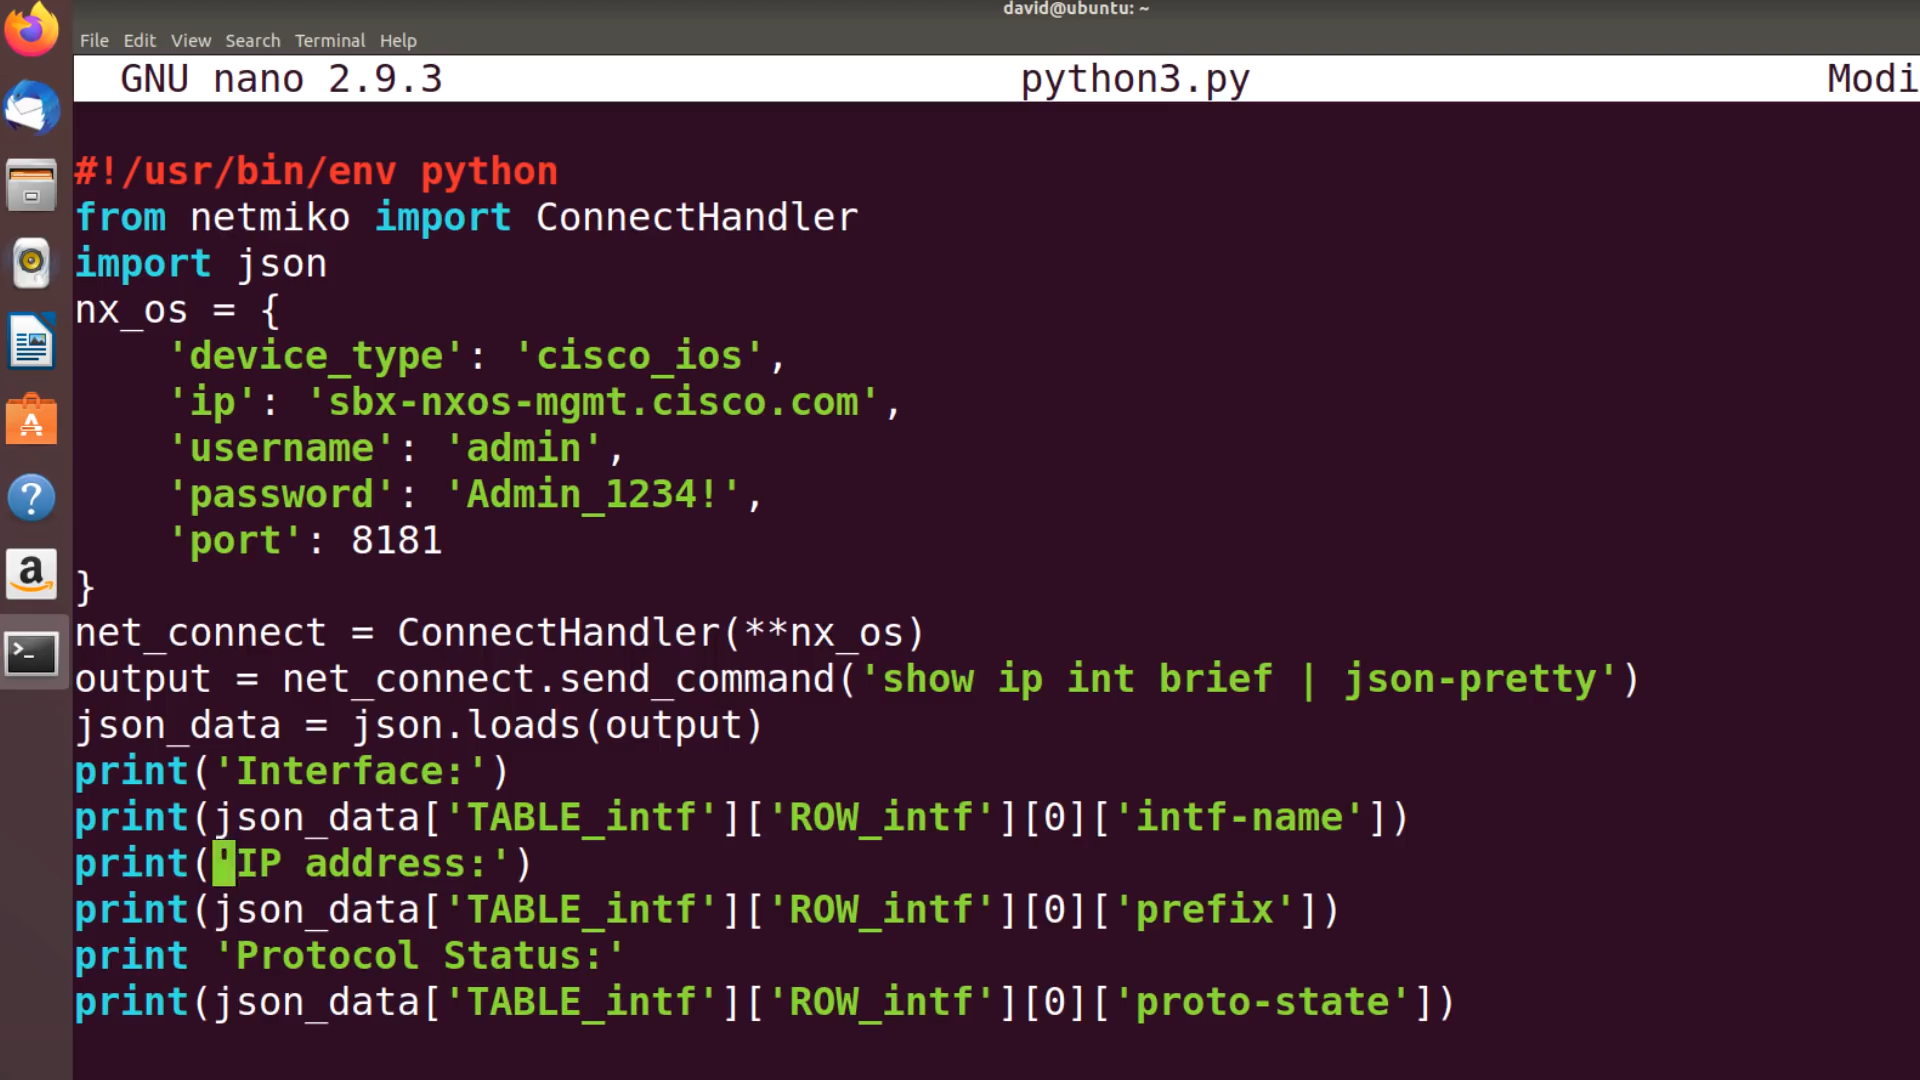 david@ubuntu: ~
File Edit View Search Terminal Help
GNU nano 2.9.3 python3.py Modi
#!/usr/bin/env python
from netmiko import ConnectHandler
import json
nx_os = {
    'device_type': 'cisco_ios',
    'ip': 'sbx-nxos-mgmt.cisco.com',
    'username': 'admin',
    'password': 'Admin_1234!',
    'port': 8181
}
net_connect = ConnectHandler(**nx_os)
output = net_connect.send_command('show ip int brief | json-pretty')
json_data = json.loads(output)
print('Interface:')
print(json_data['TABLE_intf']['ROW_intf'][0]['intf-name'])
print('IP address:')
print(json_data['TABLE_intf']['ROW_intf'][0]['prefix'])
print 'Protocol Status:'
print(json_data['TABLE_intf']['ROW_intf'][0]['proto-state'])